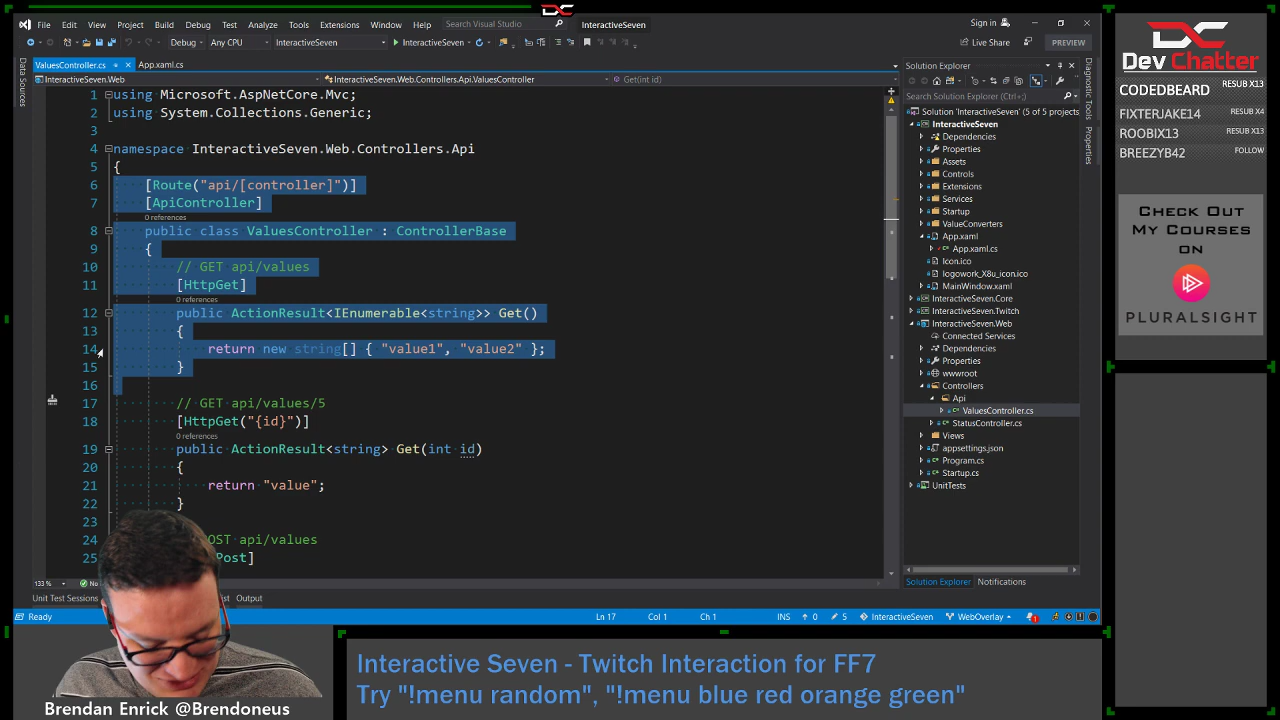 File Edit View Project Build Debug Test Analyze Tools Extensions Window Help Search Visual Studio InteractiveSeven Sign in
Debug Any CPU InteractiveSeven InteractiveSeven Live Share PREVIEW
ValuesController.cs App.xaml.cs
InteractiveSeven.Web InteractiveSeven.Web.Controllers.Api.ValuesController Get(int id)
Data Sources
1 using Microsoft.AspNetCore.Mvc;
2 using System.Collections.Generic;
3
4 namespace InteractiveSeven.Web.Controllers.Api
5 {
6 [Route("api/[controller]")]
7 [ApiController]
0 references
8 public class ValuesController : ControllerBase
9 {
10 // GET api/values
11 [HttpGet]
0 references
12 public ActionResult<IEnumerable<string>> Get()
13 {
14 return new string[] { "value1", "value2" };
15 }
16
17 // GET api/values/5
18 [HttpGet("{id}")]
0 references
19 public ActionResult<string> Get(int id)
20 {
21 return "value";
22 }
23
24 OST api/values
25 Post]
133 % No
Unit Test Sessions Output
Ready Ln 17 Col 1 Ch 1 INS 0 5 InteractiveSeven WebOverlay 1
Solution Explorer
Search Solution Explorer (Ctrl+;)
Solution 'InteractiveSeven' (5 of 5 projects
InteractiveSeven
Dependencies
Properties
Assets
Controls
Extensions
Services
Startup
ValueConverters
App.xaml
App.xaml.cs
Icon.ico
logowork_X8u_icon.ico
MainWindow.xaml
InteractiveSeven.Core
InteractiveSeven.Twitch
InteractiveSeven.Web
Connected Services
Dependencies
Properties
wwwroot
Controllers
Api
ValuesController.cs
StatusController.cs
Views
appsettings.json
Program.cs
Startup.cs
UnitTests
Solution Explorer Notifications
Diagnostic Tools
Properties
DevChatter
CODEDBEARD RESUB X13
FIXTERJAKE14 RESUB X4
ROOBIX13 RESUB X13
BREEZYB42 FOLLOW
CHECK OUT
MY COURSES
ON
PLURALSIGHT
Interactive Seven - Twitch Interaction for FF7
Try "!menu random", "!menu blue red orange green"
Brendan Enrick @Brendoneus